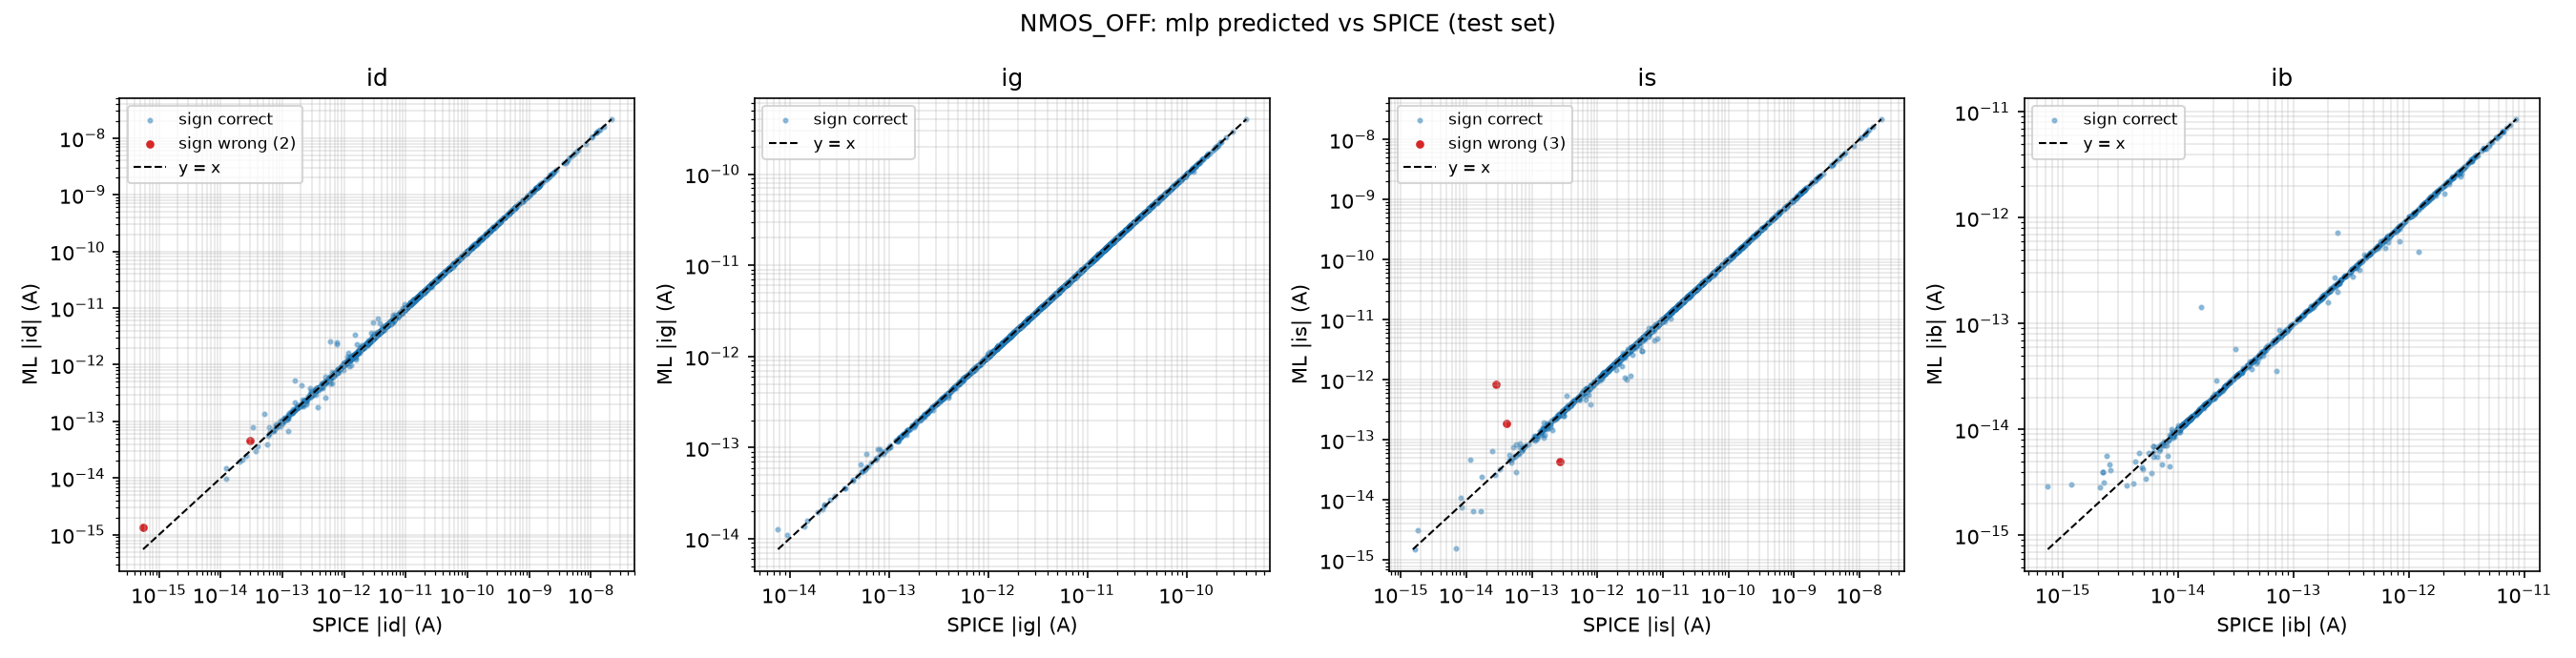 NMOS_OFF: mlp predicted vs SPICE (test set)
id
sign correct
sign wrong (2)
y = x
10⁻⁸
10⁻⁹
10⁻¹⁰
10⁻¹¹
10⁻¹²
10⁻¹³
10⁻¹⁴
10⁻¹⁵
ML |id| (A)
10⁻¹⁵ 10⁻¹⁴ 10⁻¹³ 10⁻¹² 10⁻¹¹ 10⁻¹⁰ 10⁻⁹ 10⁻⁸
SPICE |id| (A)
ig
sign correct
y = x
10⁻¹⁰
10⁻¹¹
10⁻¹²
10⁻¹³
10⁻¹⁴
ML |ig| (A)
10⁻¹⁴ 10⁻¹³ 10⁻¹² 10⁻¹¹ 10⁻¹⁰
SPICE |ig| (A)
is
sign correct
sign wrong (3)
y = x
10⁻⁸
10⁻⁹
10⁻¹⁰
10⁻¹¹
10⁻¹²
10⁻¹³
10⁻¹⁴
10⁻¹⁵
ML |is| (A)
10⁻¹⁵ 10⁻¹⁴ 10⁻¹³ 10⁻¹² 10⁻¹¹ 10⁻¹⁰ 10⁻⁹ 10⁻⁸
SPICE |is| (A)
ib
sign correct
y = x
10⁻¹¹
10⁻¹²
10⁻¹³
10⁻¹⁴
10⁻¹⁵
ML |ib| (A)
10⁻¹⁵ 10⁻¹⁴ 10⁻¹³ 10⁻¹² 10⁻¹¹
SPICE |ib| (A)